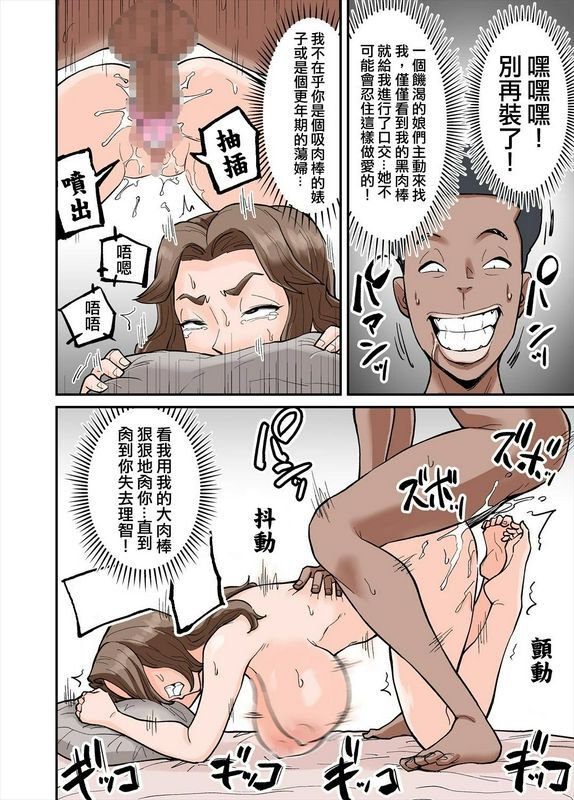 嘿嘿嘿！
別再裝了！
一個饑渴的娘們主動來找
我，僅僅看到我的黑肉棒
就給我進行了口交…她不
可能會忍住這樣做愛的！
パンッ
パァンッ
我不在乎你是個吸肉棒的婊
子或是個更年期的蕩婦…
抽插
噴出
唔嗯
唔唔
ズボッ
ズボッ
看我用我的大肉棒
狠狠地肏你…直到
肏到你失去理智！
抖動
顫動
ギッコ
ギッコ
ギッコ
ギッコ